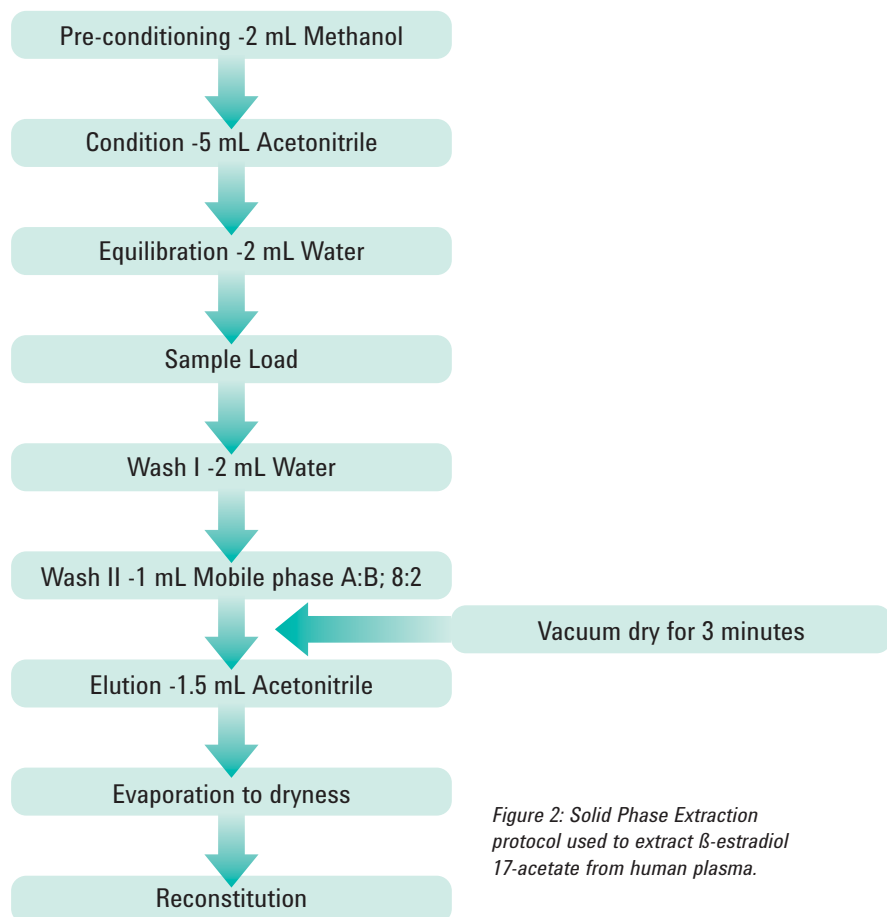 Pre-conditioning -2 mL Methanol
Condition -5 mL Acetonitrile
Equilibration -2 mL Water
Sample Load
Wash I -2 mL Water
Wash II -1 mL Mobile phase A:B; 8:2
Vacuum dry for 3 minutes
Elution -1.5 mL Acetonitrile
Evaporation to dryness
Reconstitution
Figure 2: Solid Phase Extraction
protocol used to extract ß-estradiol
17-acetate from human plasma.